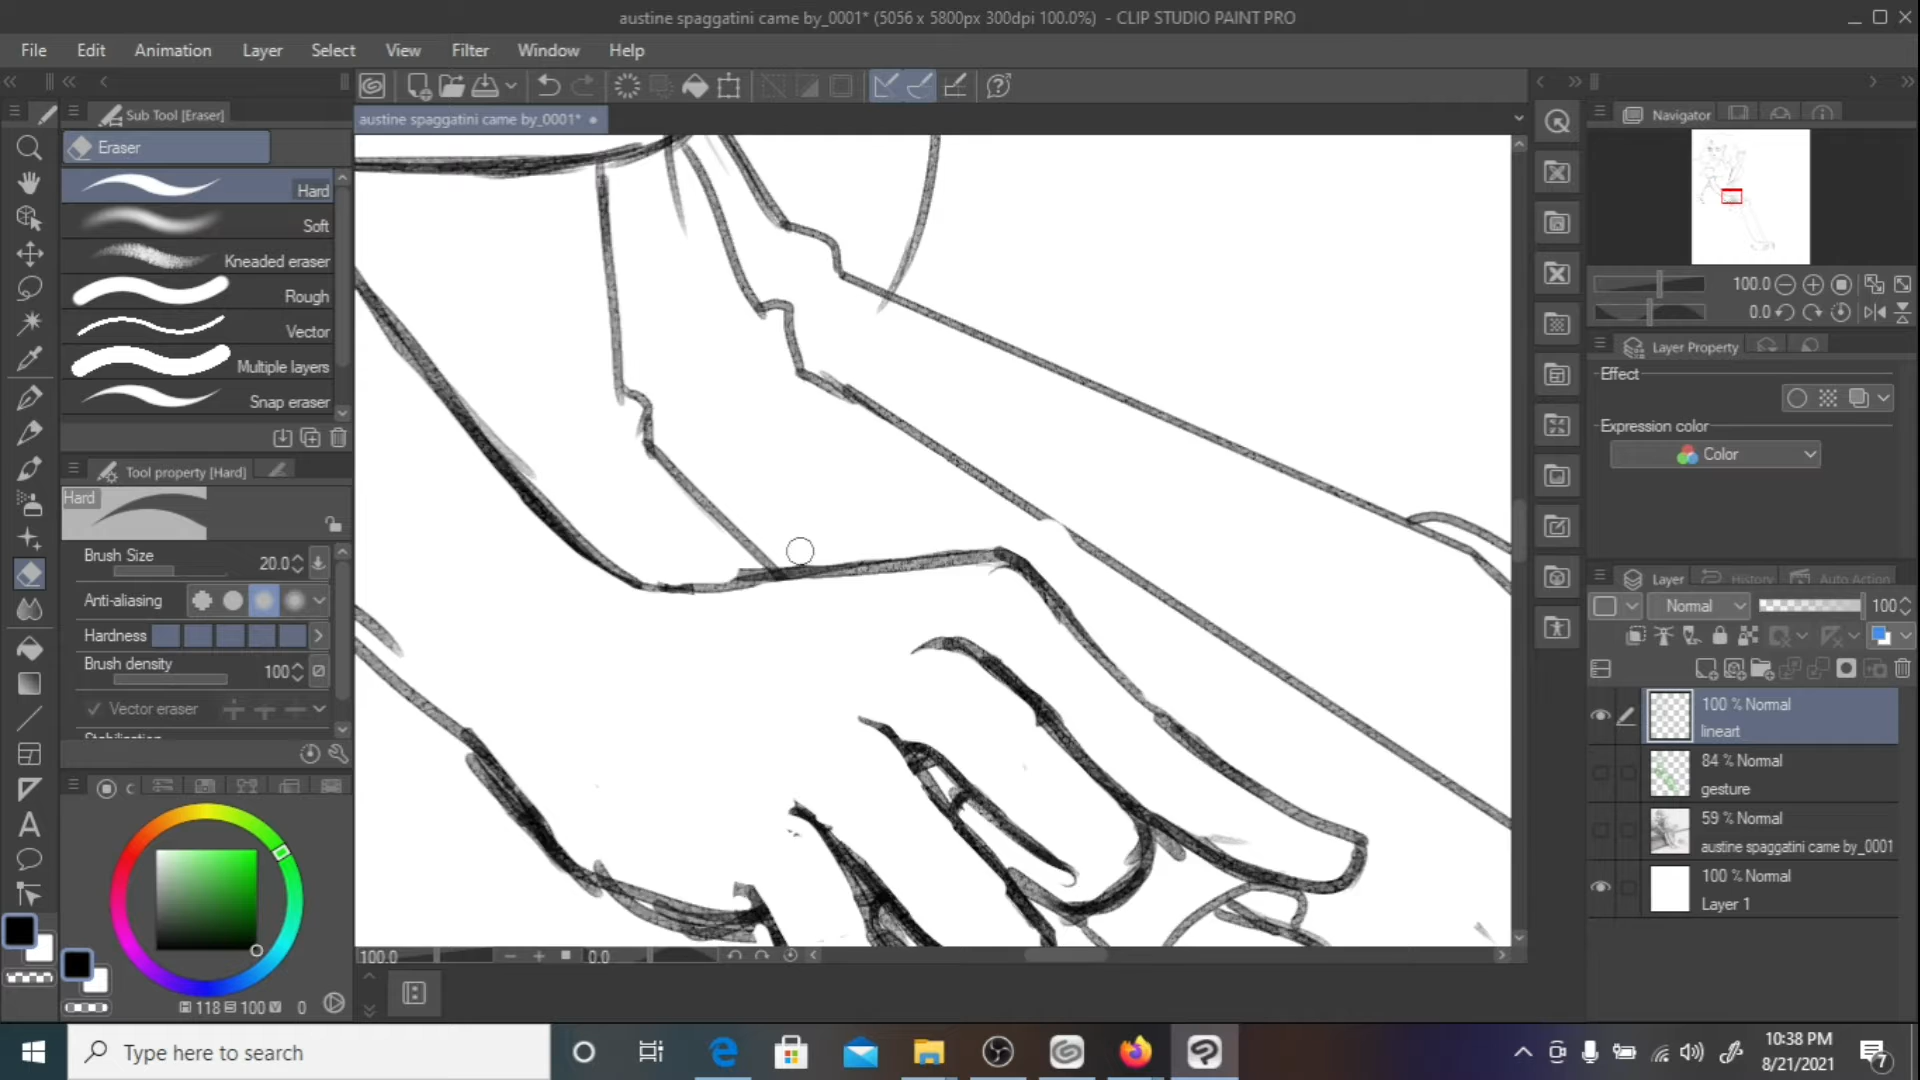 austine spaggatini came by_0001* (5056 x 5800px 300dpi 100.0%) - CLIP STUDIO PAINT PRO
File Edit Animation Layer Select View Filter Window Help
Sub Tool [Eraser]
Eraser
Hard
Soft
Kneaded eraser
Rough
Vector
Multiple layers
Snap eraser
Tool property [Hard]
Hard
Brush Size 20.0
Anti-aliasing
Hardness
Brush density 100
Vector eraser
Stabilization
118 100 0
austine spaggatini came by_0001*
100.0 0.0
Navigator
100.0
0.0
Layer Property
Effect
Expression color
Color
Layer History Auto Action
Normal 100
100 % Normal
lineart
84 % Normal
gesture
59 % Normal
austine spaggatini came by_0001
100 % Normal
Layer 1
Type here to search
10:38 PM
8/21/2021
7